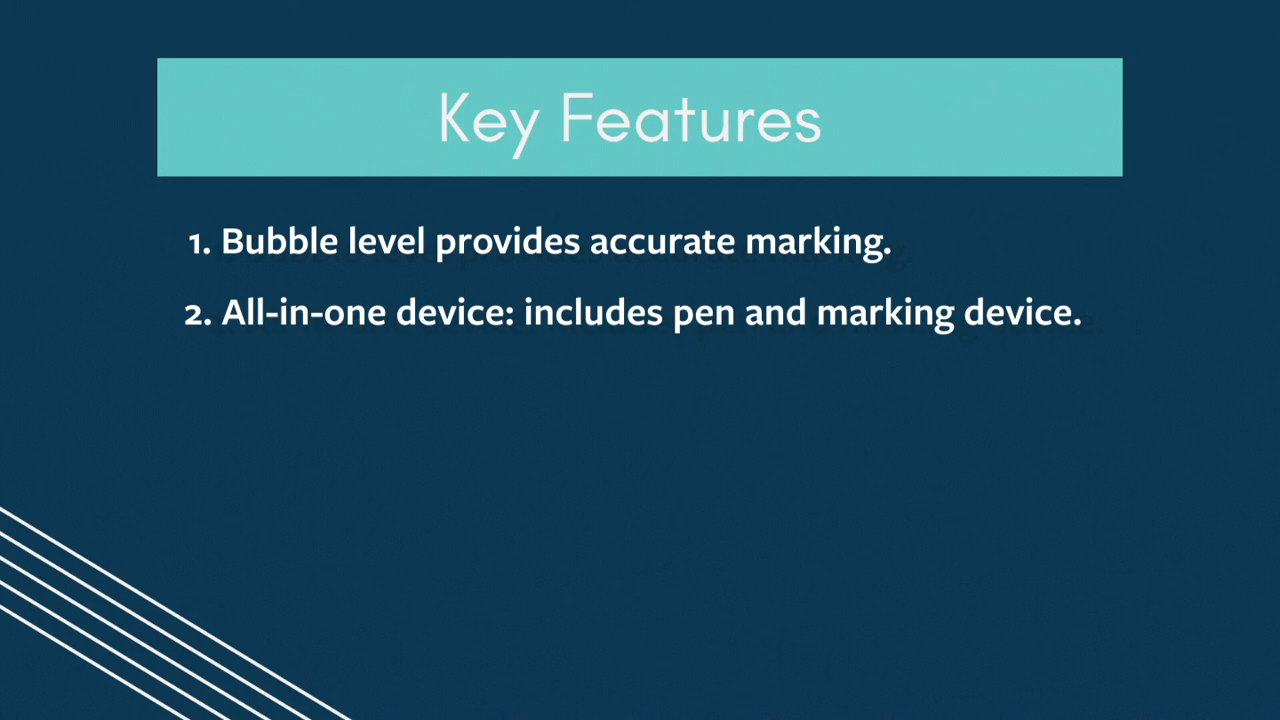 Key Features
1. Bubble level provides accurate marking.
2. All-in-one device: includes pen and marking device.